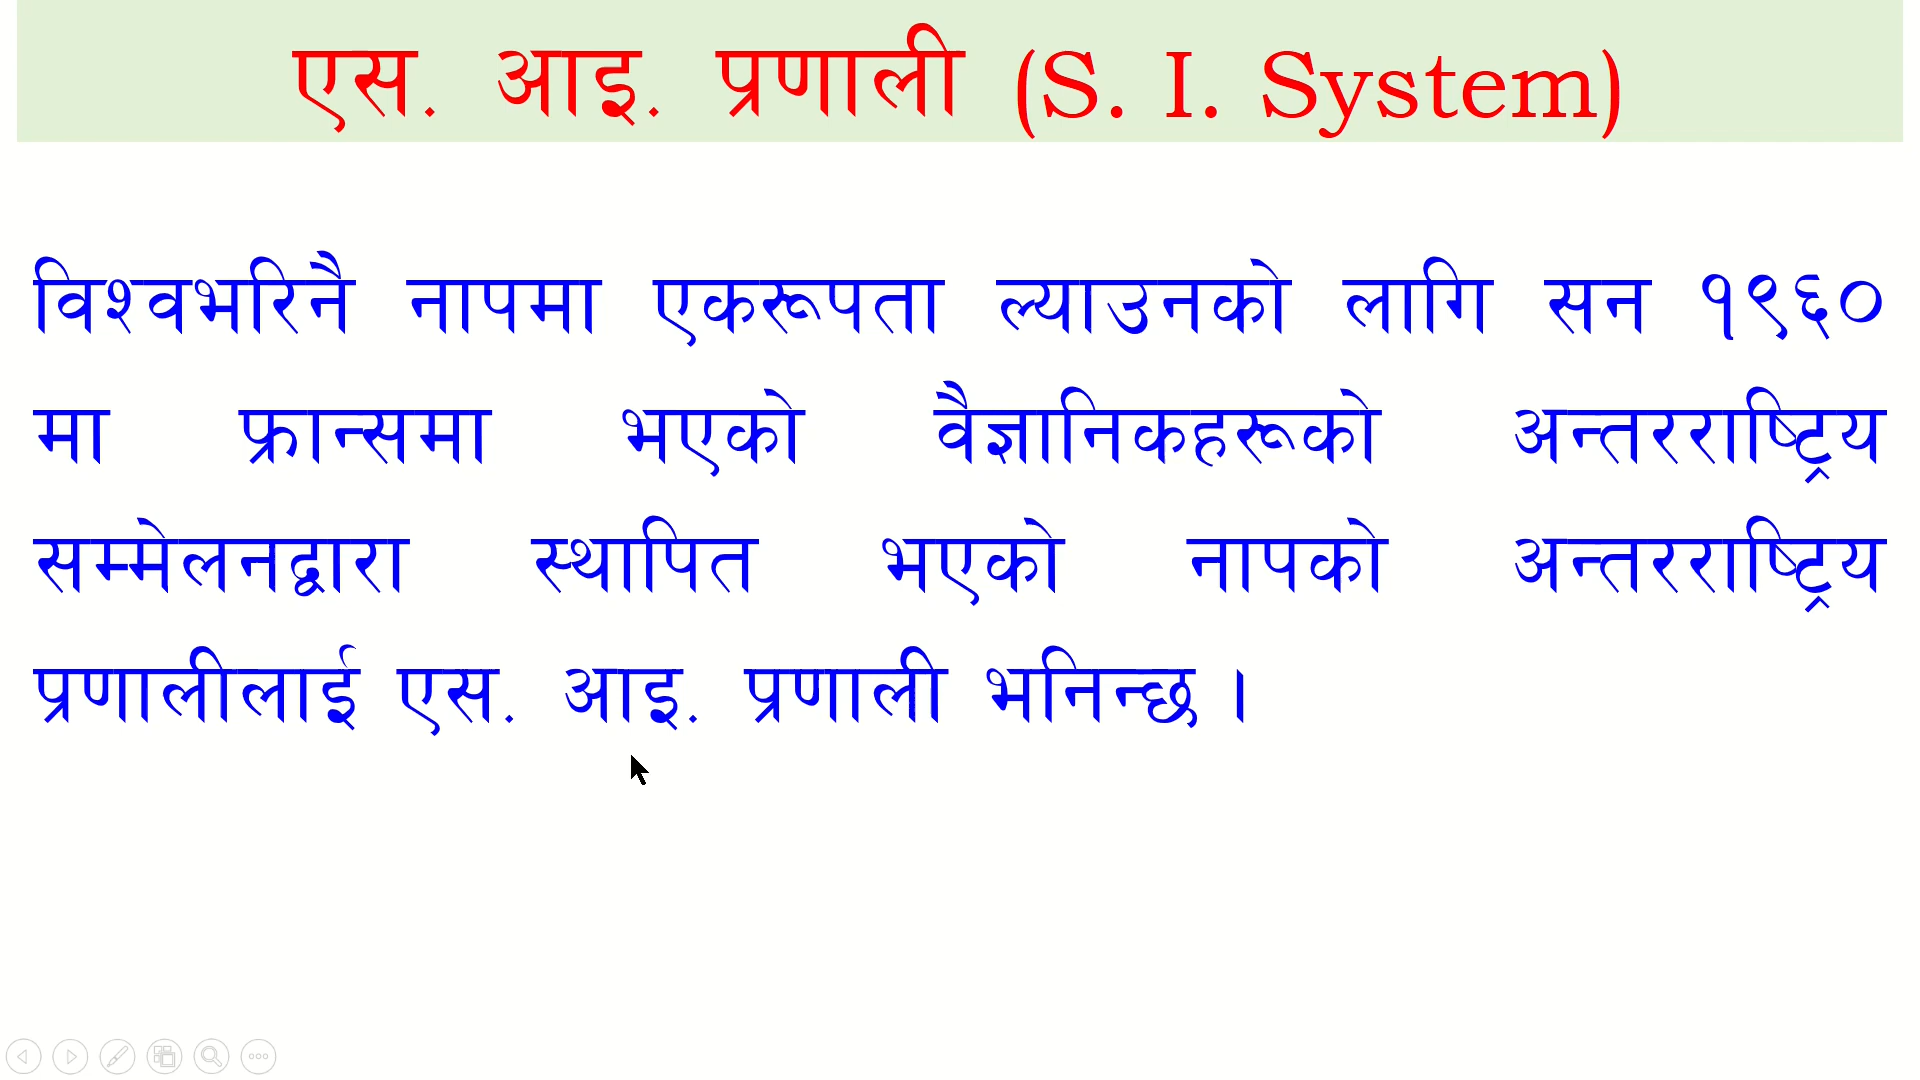 एस. आइ. प्रणाली (S. I. System)
विश्वभरिनै नापमा एकरूपता ल्याउनको लागि सन १९६०
मा फ्रान्समा भएको वैज्ञानिकहरूको अन्तरराष्ट्रिय
सम्मेलनद्वारा स्थापित भएको नापको अन्तरराष्ट्रिय
प्रणालीलाई एस. आइ. प्रणाली भनिन्छ ।